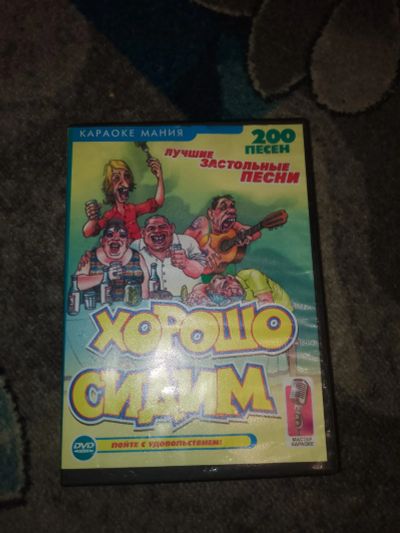 КАРАОКЕ МАНИЯ
200
ПЕСЕН
ЛУЧШИЕ
ЗАСТОЛЬНЫЕ
ПЕСНИ
ХОРОШО
СИДИМ
DVD
ПОЙТЕ С УДОВОЛЬСТВИЕМ!
МАСТЕР
КАРАОКЕ